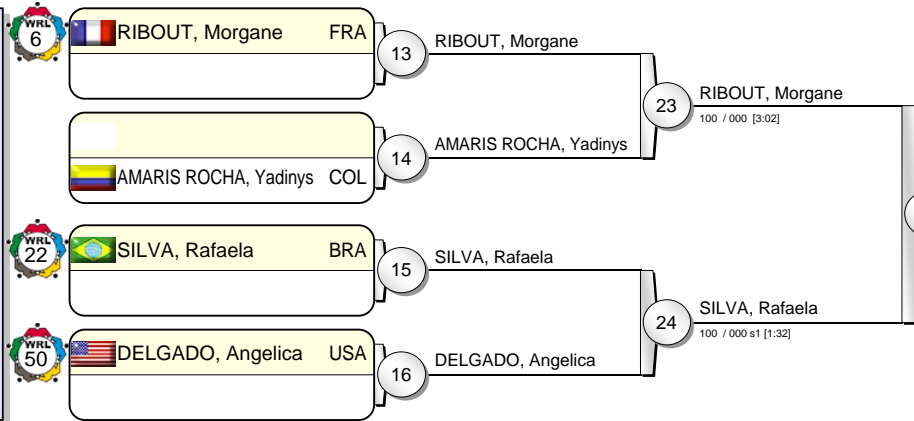 WRL
6
RIBOUT, Morgane FRA
13
RIBOUT, Morgane
23
RIBOUT, Morgane
100 / 000 [3:02]
AMARIS ROCHA, Yadinys COL
14
AMARIS ROCHA, Yadinys
WRL
22
SILVA, Rafaela BRA
15
SILVA, Rafaela
24
SILVA, Rafaela
100 / 000 s1 [1:32]
WRL
50
DELGADO, Angelica USA
16
DELGADO, Angelica